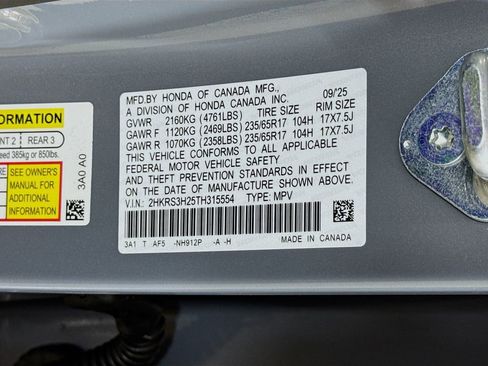 FORMATION
NT 2 REAR 3
eed 385kg or 850lbs.
RE SEE OWNER'S
MANUAL FOR
ADDITIONAL
INFORMATION
3A0 A0
MFD.BY HONDA OF CANADA MFG., 09/25
A DIVISION OF HONDA CANADA INC.
GVWR 2160KG (4761LBS) TIRE SIZE RIM SIZE
GAWR F 1120KG (2469LBS) 235/65R17 104H 17X7.5J
GAWR R 1070KG (2358LBS) 235/65R17 104H 17X7.5J
THIS VEHICLE CONFORMS TO ALL APPLICABLE
FEDERAL MOTOR VEHICLE SAFETY
AND THEFT PREVENTION STANDARDS IN EFFECT
ON THE DATE OF MANUFACTURE SHOWN ABOVE.
V.I.N.: 2HKRS3H25TH315554 TYPE: MPV
3A1 T AF5 -NH912P -A -H MADE IN CANADA